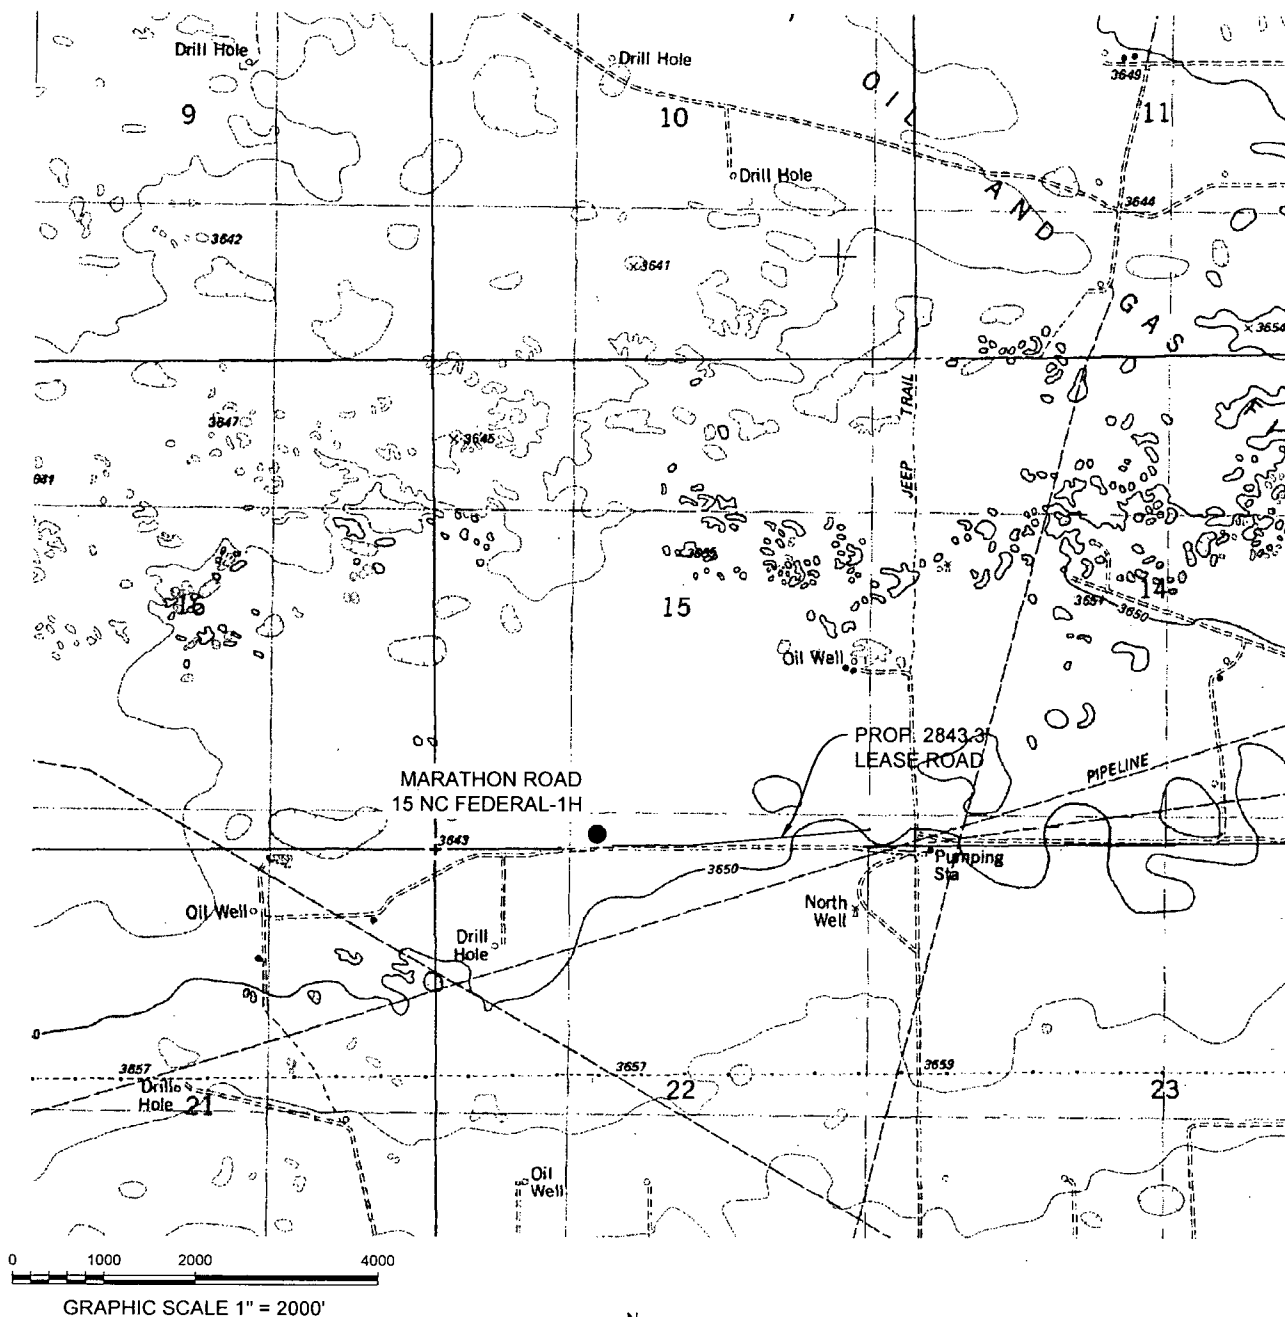 Drill Hole
Drill Hole
3649
9
10
OIL
11
Drill Hole
AND
3644
3642
3641
GAS
3654
TRAIL
3647
3645
JEEP
15
14
3651
3650
Oil Well
PROP. 2843.3'
LEASE ROAD
MARATHON ROAD
15 NC FEDERAL-1H
PIPELINE
3643
3650
Pumping
Sta
Oil Well
North
Well
Drill
Hole
3657
3657
3659
Drill
Hole
21
22
23
Oil
Well
0 1000 2000 4000
GRAPHIC SCALE 1" = 2000'
N